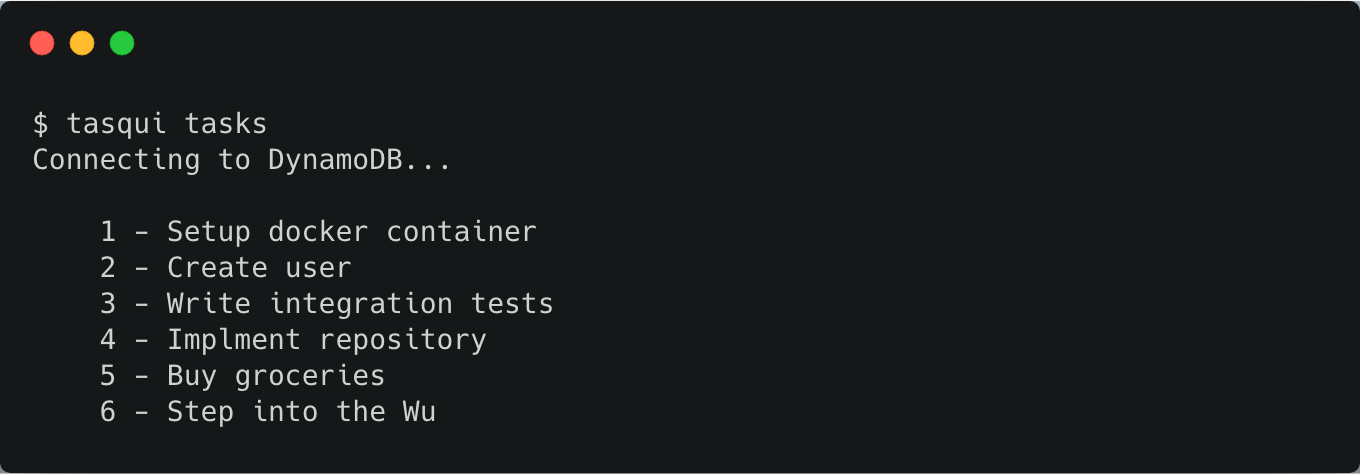 $ tasqui tasks
Connecting to DynamoDB...
1 - Setup docker container
2 - Create user
3 - Write integration tests
4 - Implment repository
5 - Buy groceries
6 - Step into the Wu